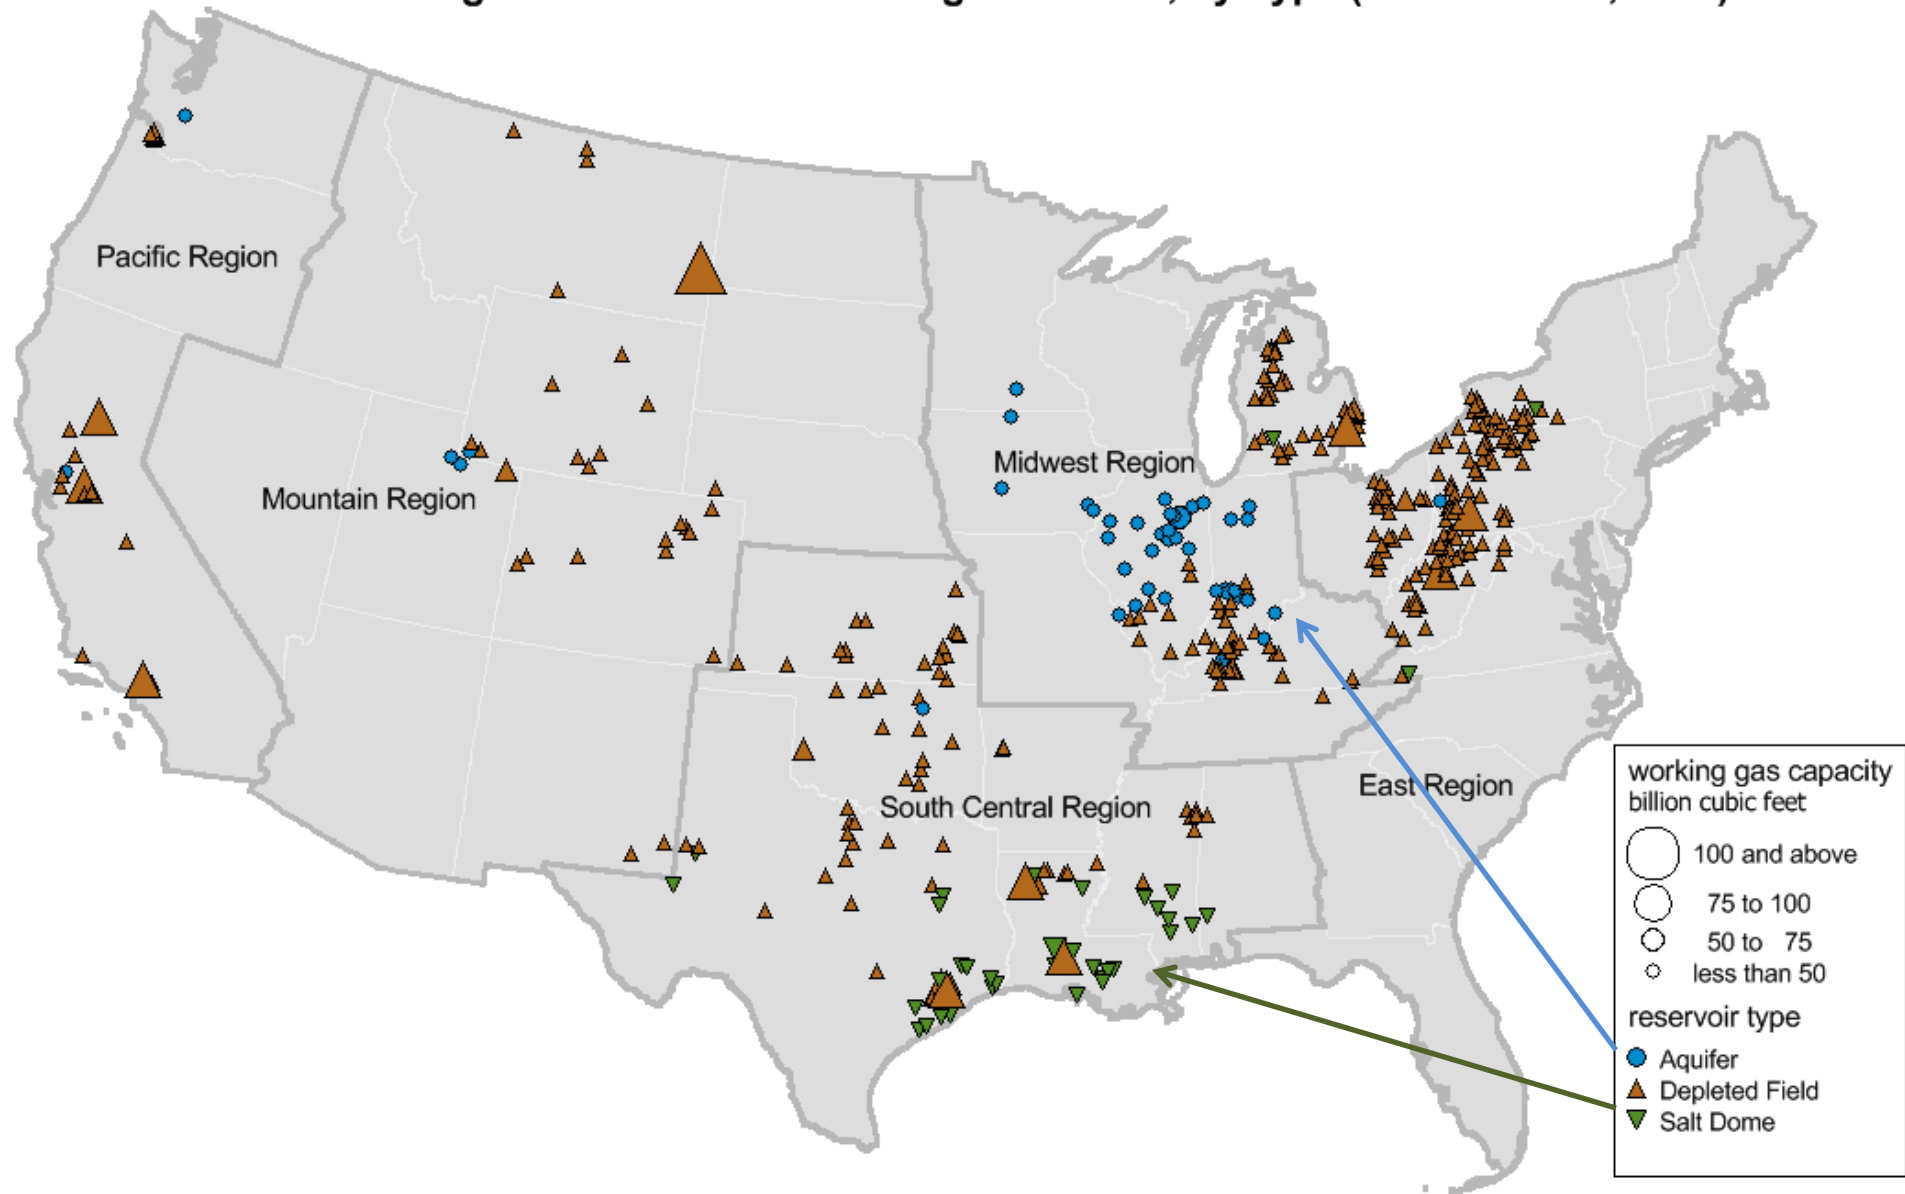 Pacific Region
Mountain Region
Midwest Region
South Central Region
East Region
working gas capacity
billion cubic feet
100 and above
75 to 100
50 to 75
less than 50
reservoir type
Aquifer
Depleted Field
Salt Dome